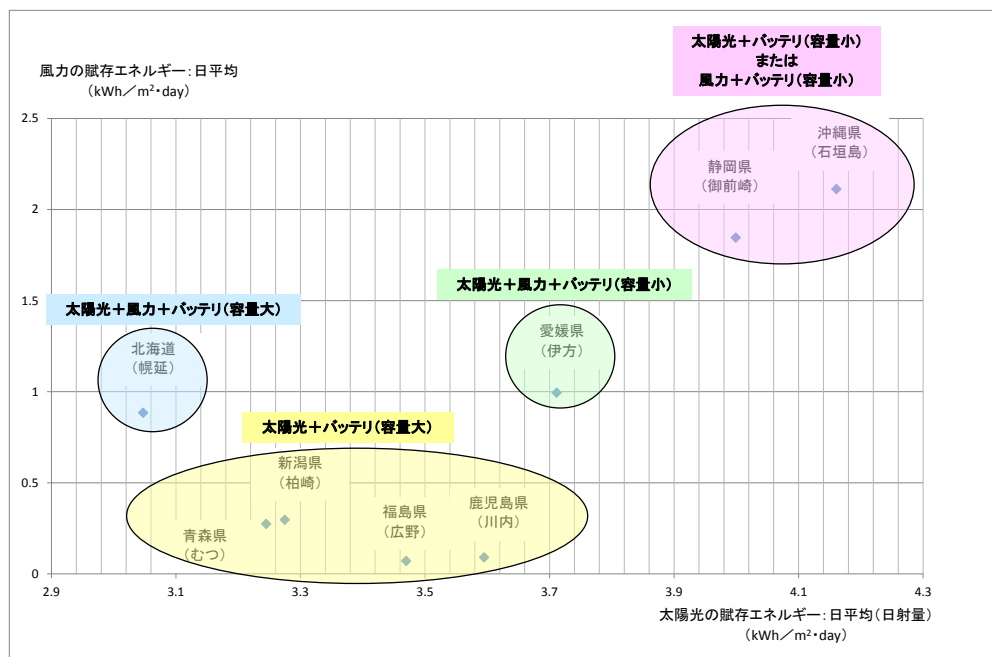 太陽光＋バッテリ（容量小）
または
風力＋バッテリ（容量小）
風力の賦存エネルギー：日平均
（kWh／m²・day）
2.5
沖縄県
（石垣島）
静岡県
（御前崎）
2
太陽光＋風力＋バッテリ（容量小）
1.5
太陽光＋風力＋バッテリ（容量大）
愛媛県
（伊方）
北海道
（幌延）
1
太陽光＋バッテリ（容量大）
新潟県
（柏崎）
0.5
鹿児島県
（川内）
福島県
（広野）
青森県
（むつ）
0
2.9 3.1 3.3 3.5 3.7 3.9 4.1 4.3
太陽光の賦存エネルギー：日平均（日射量）
（kWh／m²・day）